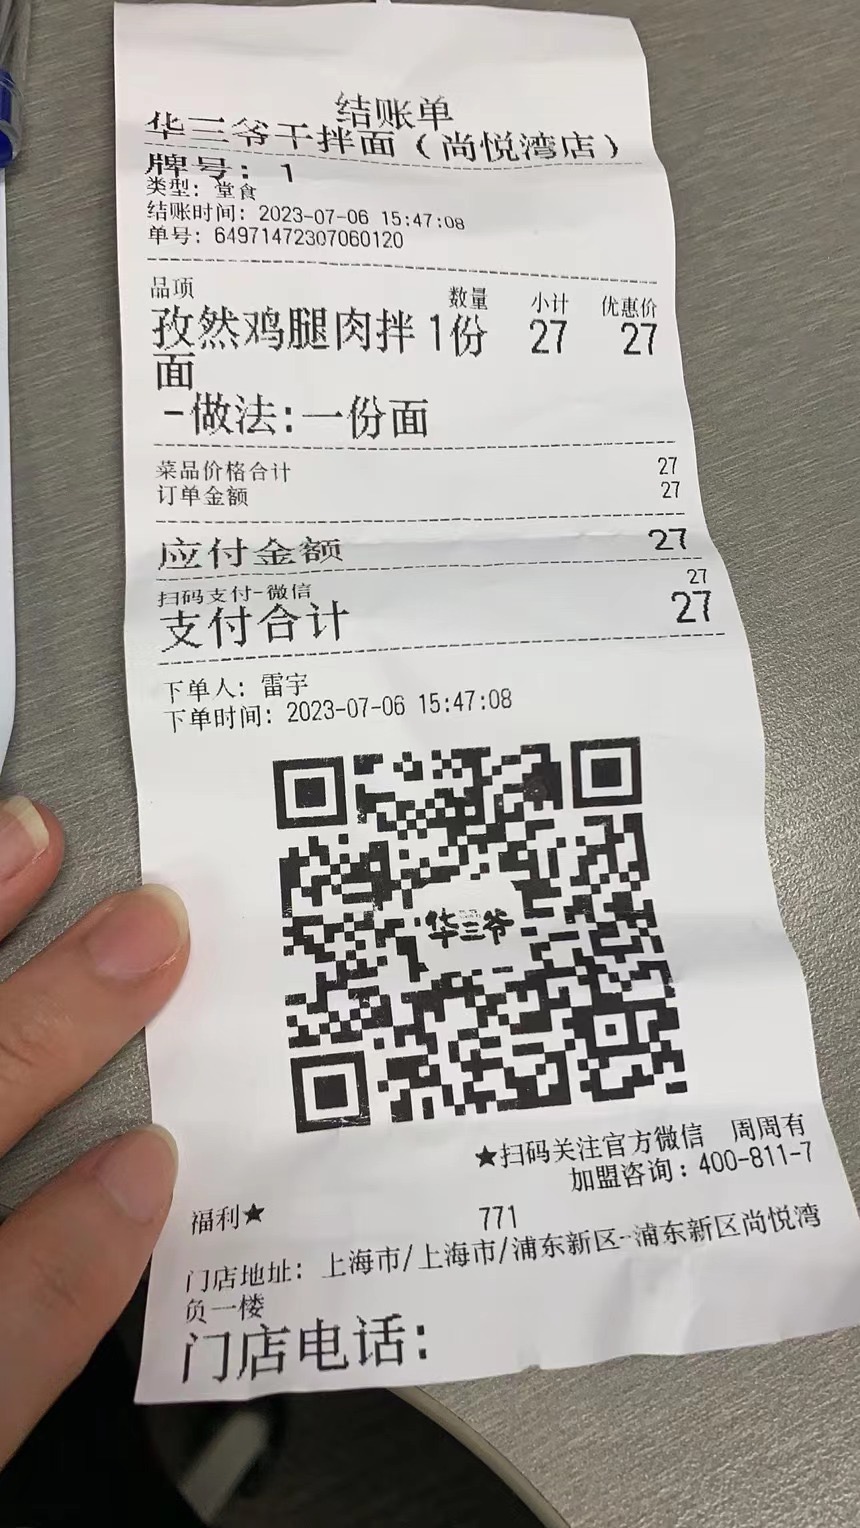 结账单
华三爷干拌面（尚悦湾店）
牌号：1
类型：堂食
结账时间：2023-07-06 15:47:08
单号：64971472307060120
品项 数量 小计 优惠价
孜然鸡腿肉拌 1份 27 27
面
-做法:一份面
菜品价格合计 27
订单金额 27
应付金额 27
扫码支付-微信 27
支付合计 27
下单人：雷宇
下单时间：2023-07-06 15:47:08
华三爷
★扫码关注官方微信 周周有
加盟咨询：400-811-7
福利★ 771
门店地址：上海市/上海市/浦东新区-浦东新区尚悦湾
负一楼
门店电话：